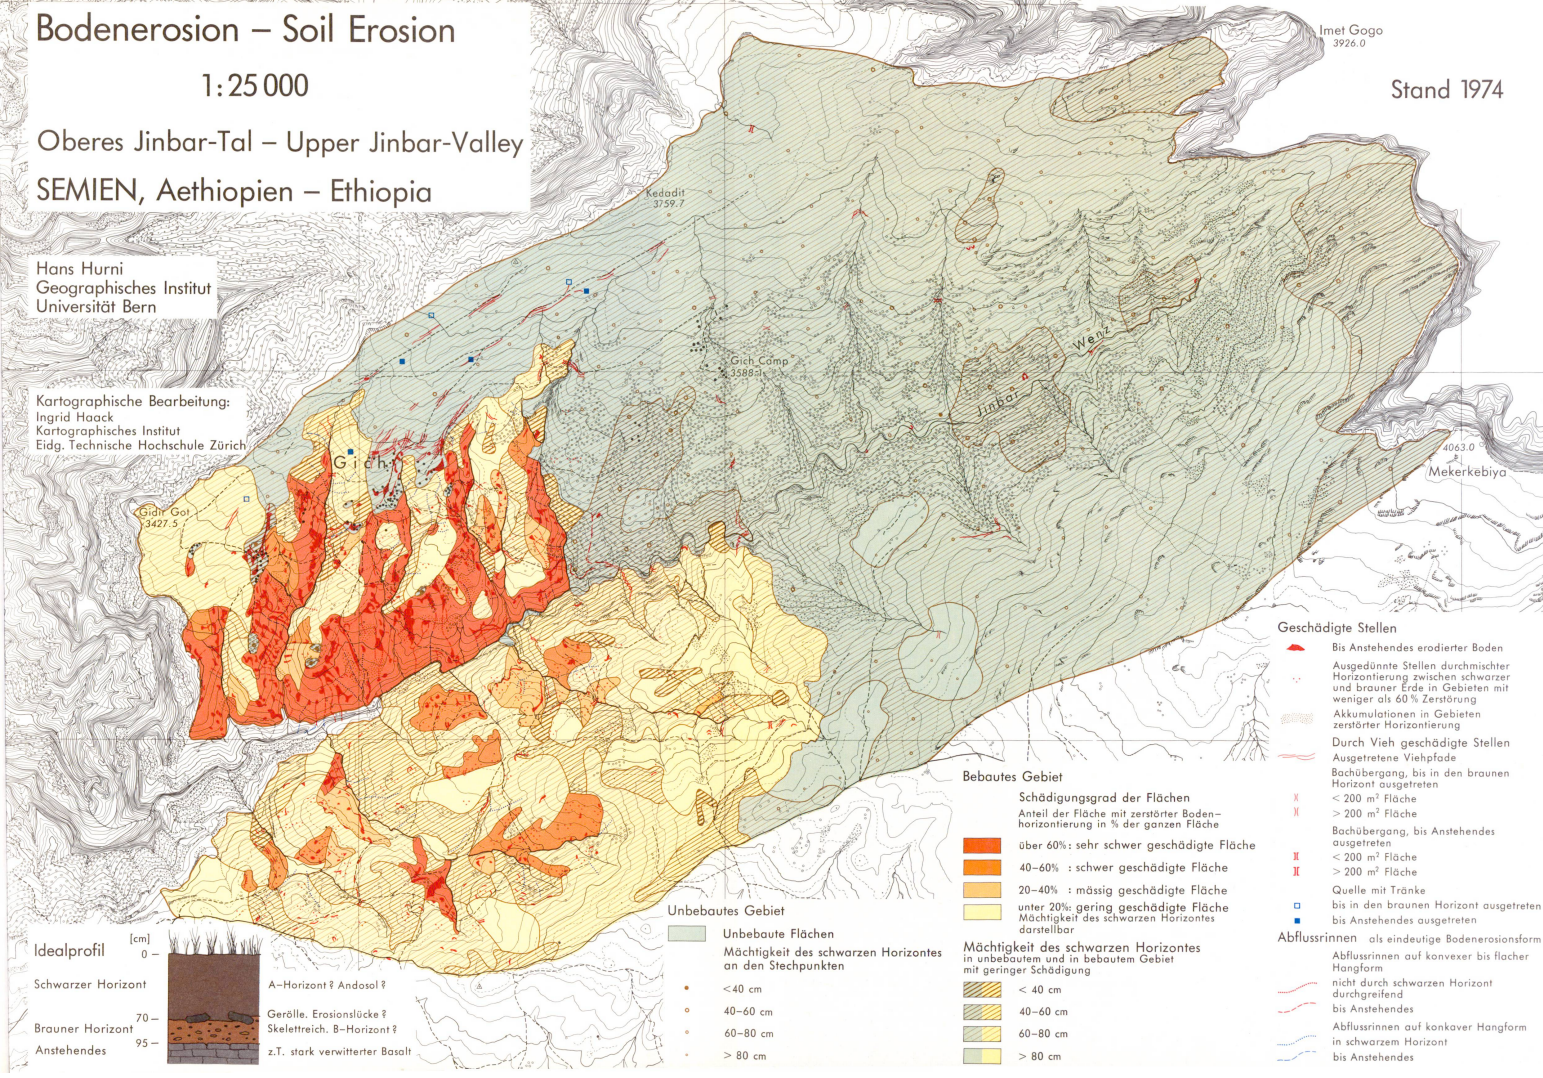 Bodenerosion – Soil Erosion
1:25 000
Oberes Jinbar-Tal – Upper Jinbar-Valley
SEMIEN, Aethiopien – Ethiopia
Hans Hurni
Geographisches Institut
Universität Bern
Kartographische Bearbeitung:
Ingrid Haack
Kartographisches Institut
Eidg. Technische Hochschule Zürich
Stand 1974
Imet Gogo
3926.0
Kedadit
3759.7
Gich Camp
3588.1
Wenz
Jinbar
Gich
Gidir Got
3427.5
4063.0
Mekerkebiya
Idealprofil
[cm]
0
Schwarzer Horizont
A-Horizont? Andosol?
70
Gerölle. Erosionslücke?
Brauner Horizont
Skelettreich. B-Horizont?
95
Anstehendes
z.T. stark verwitterter Basalt
Unbebautes Gebiet
Unbebaute Flächen
Mächtigkeit des schwarzen Horizontes
an den Stechpunkten
<40 cm
40–60 cm
60–80 cm
> 80 cm
Bebautes Gebiet
Schädigungsgrad der Flächen
Anteil der Fläche mit zerstörter Boden-
horizontierung in % der ganzen Fläche
über 60%: sehr schwer geschädigte Fläche
40–60% : schwer geschädigte Fläche
20–40% : mässig geschädigte Fläche
unter 20%: gering geschädigte Fläche
Mächtigkeit des schwarzen Horizontes
darstellbar
Mächtigkeit des schwarzen Horizontes
in unbebautem und in bebautem Gebiet
mit geringer Schädigung
< 40 cm
40–60 cm
60–80 cm
> 80 cm
Geschädigte Stellen
Bis Anstehendes erodierter Boden
Ausgedünnte Stellen durchmischter
Horizontierung zwischen schwarzer
und brauner Erde in Gebieten mit
weniger als 60% Zerstörung
Akkumulationen in Gebieten
zerstörter Horizontierung
Durch Vieh geschädigte Stellen
Ausgetretene Viehpfade
Bachübergang, bis in den braunen
Horizont ausgetreten
< 200 m² Fläche
> 200 m² Fläche
Bachübergang, bis Anstehendes
ausgetreten
< 200 m² Fläche
> 200 m² Fläche
Quelle mit Tränke
bis in den braunen Horizont ausgetreten
bis Anstehendes ausgetreten
Abflussrinnen als eindeutige Bodenerosionsform
Abflussrinnen auf konvexer bis flacher
Hangform
nicht durch schwarzen Horizont
durchgreifend
bis Anstehendes
Abflussrinnen auf konkaver Hangform
in schwarzem Horizont
bis Anstehendes